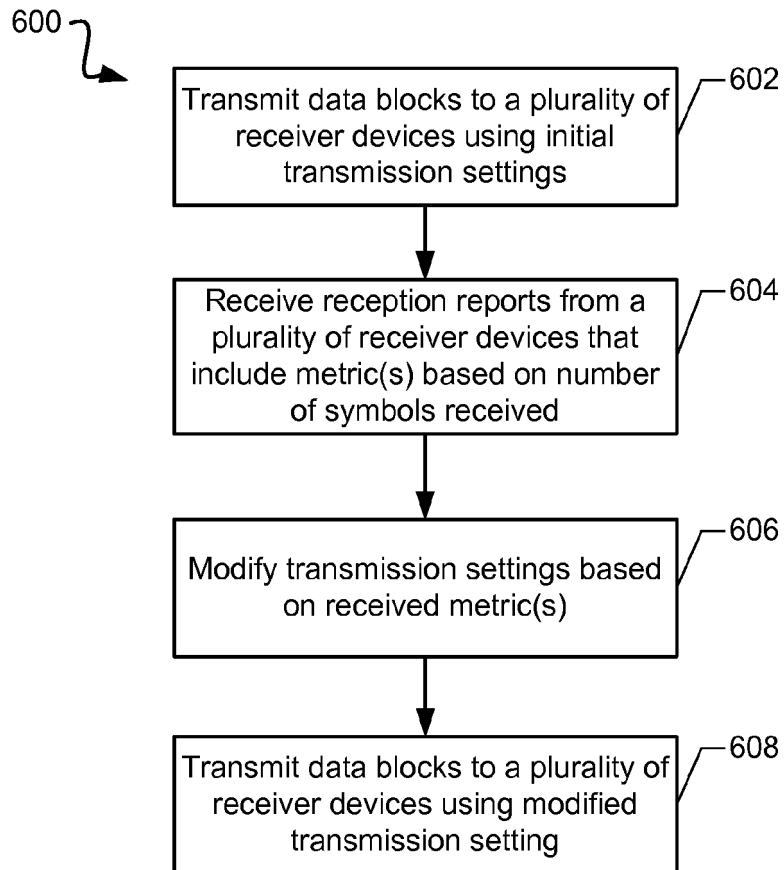 600
Transmit data blocks to a plurality of
receiver devices using initial
transmission settings
602
Receive reception reports from a
plurality of receiver devices that
include metric(s) based on number
of symbols received
604
Modify transmission settings based
on received metric(s)
606
Transmit data blocks to a plurality of
receiver devices using modified
transmission setting
608